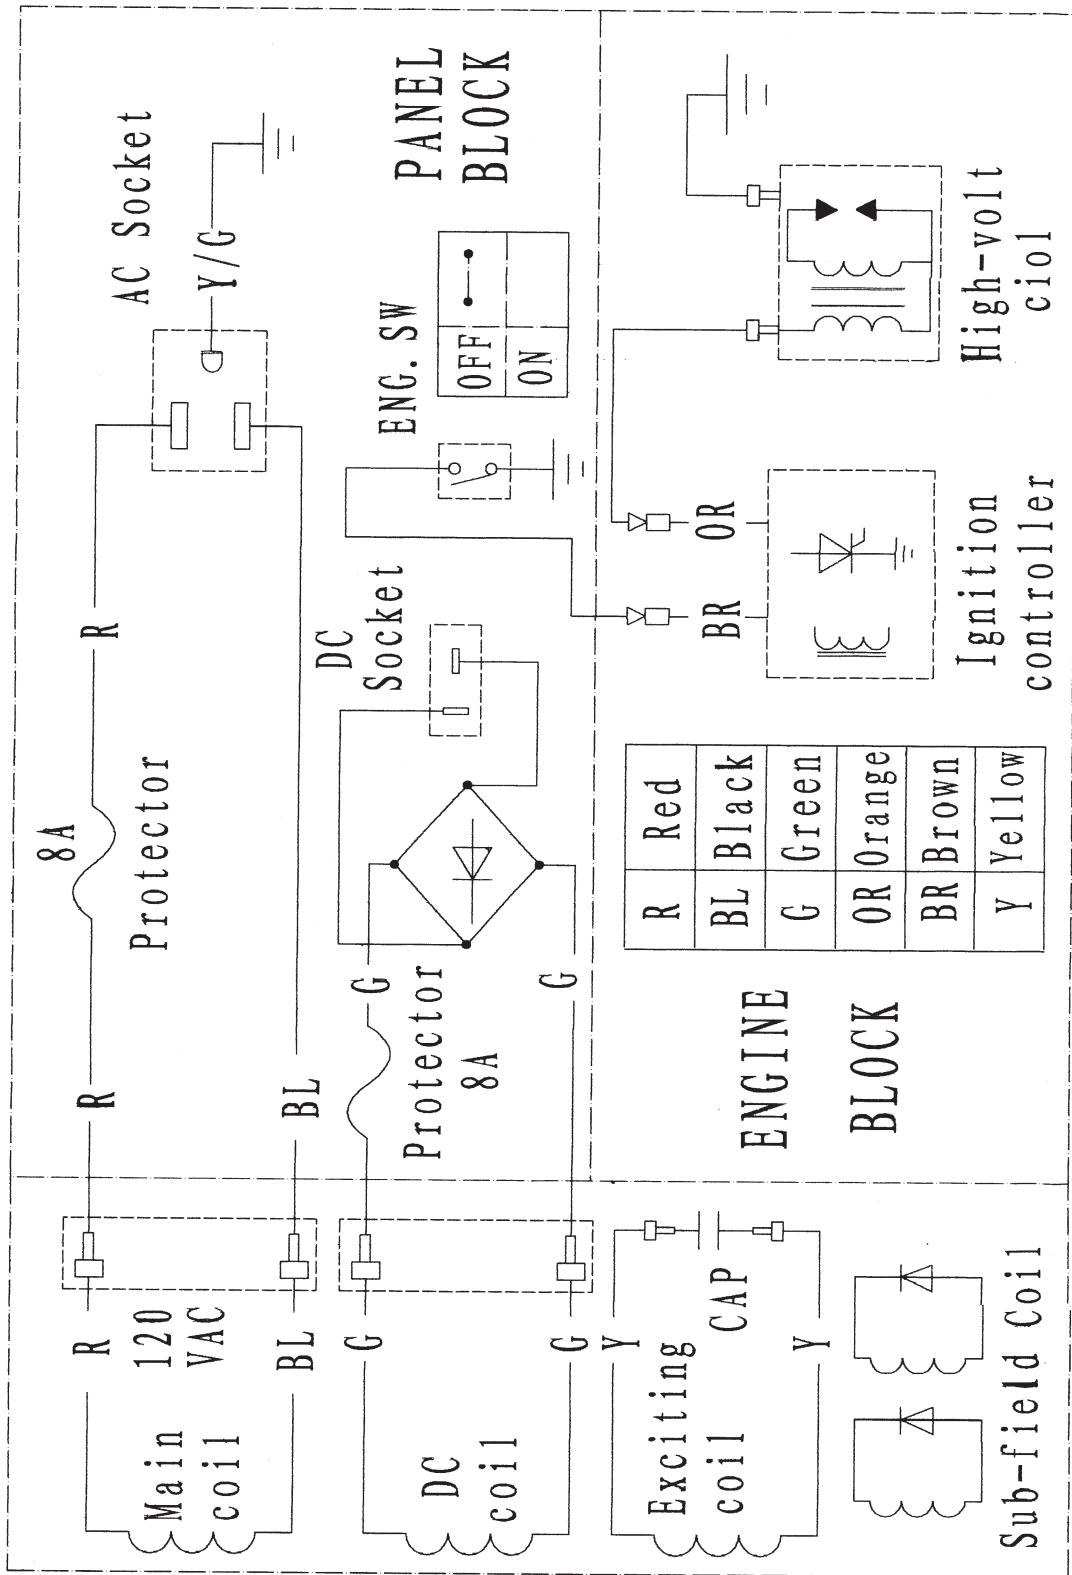 Main
coil
R
120
VAC
BL
R
8A
Protector
R
BL
AC Socket
Y/G
PANEL
BLOCK
DC
coil
G
G
G
Protector
8A
G
DC
Socket
ENG. SW
OFF
ON
Exciting
coil
Y
CAP
Y
Sub-field Coil
ENGINE
BLOCK
R Red
BL Black
G Green
OR Orange
BR Brown
Y Yellow
BR
OR
Ignition
controller
High-volt
ciol